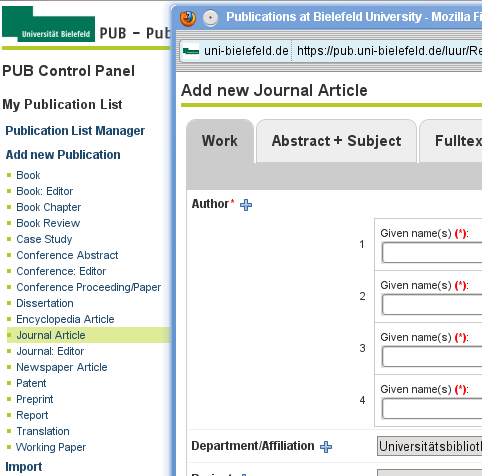 Universität Bielefeld
PUB – Pub
PUB Control Panel
My Publication List
Publication List Manager
Add new Publication
Book
Book: Editor
Book Chapter
Book Review
Case Study
Conference Abstract
Conference: Editor
Conference Proceeding/Paper
Dissertation
Encyclopedia Article
Journal Article
Journal: Editor
Newspaper Article
Patent
Preprint
Report
Translation
Working Paper
Import
Publications at Bielefeld University - Mozilla Fi
uni-bielefeld.de https://pub.uni-bielefeld.de/luur/Re
Add new Journal Article
Work Abstract + Subject Fulltex
Author*
1 Given name(s) (*):
2 Given name(s) (*):
3 Given name(s) (*):
4 Given name(s) (*):
Department/Affiliation Universitätsbiblioth